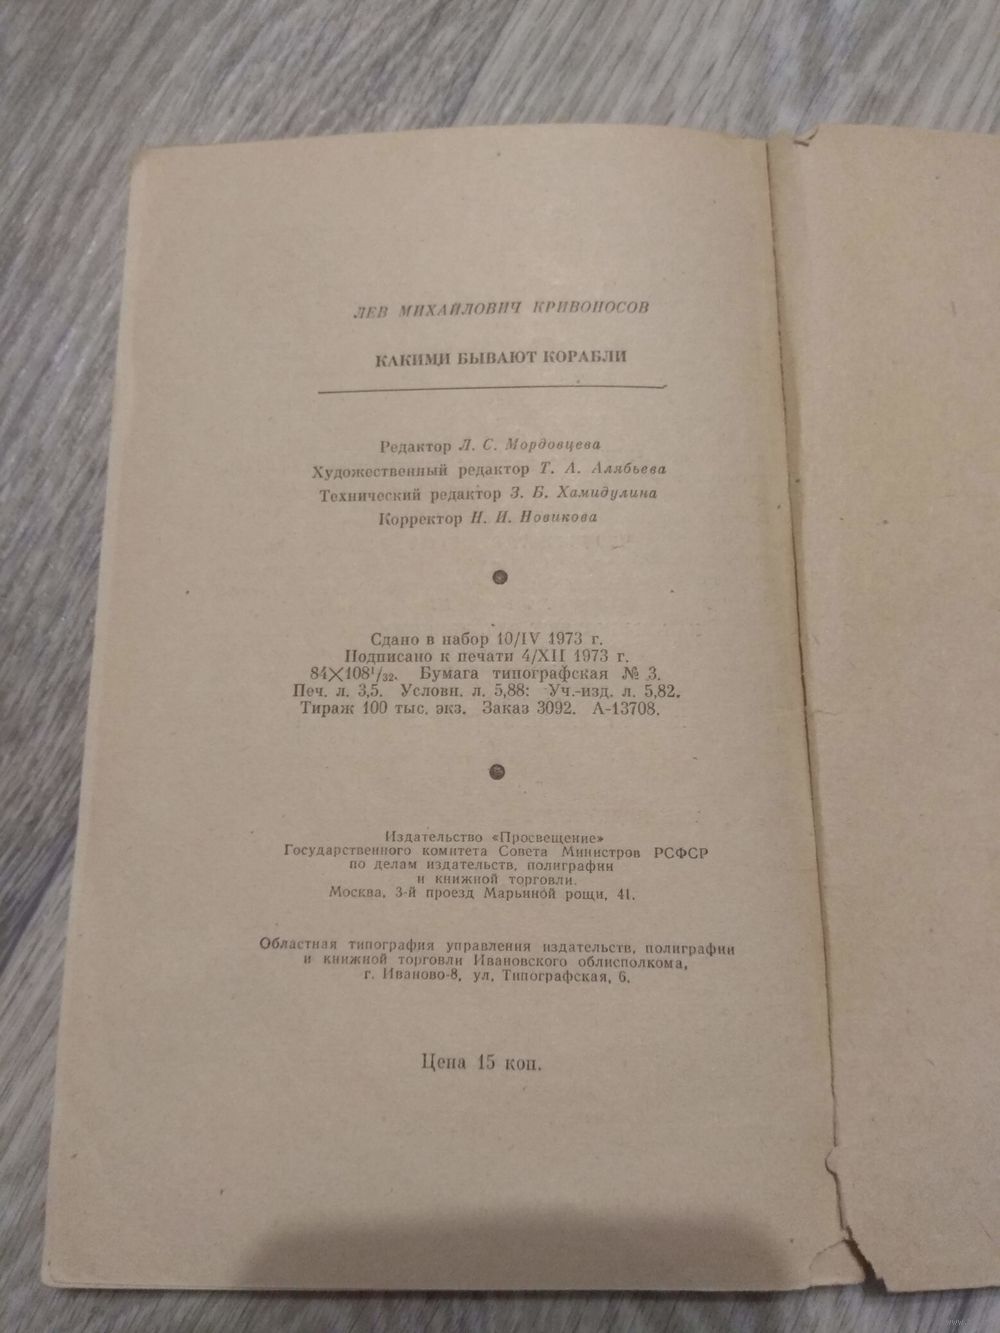 ЛЕВ МИХАЙЛОВИЧ КРИВОНОСОВ
КАКИМИ БЫВАЮТ КОРАБЛИ
Редактор Л. С. Мордовцева
Художественный редактор Т. А. Алябьева
Технический редактор З. Б. Хамидулина
Корректор Н. И. Новикова
Сдано в набор 10/IV 1973 г.
Подписано к печати 4/XII 1973 г.
84×108¹/₃₂. Бумага типографская № 3.
Печ. л. 3,5. Условн. л. 5,88: Уч.-изд. л. 5,82.
Тираж 100 тыс. экз. Заказ 3092. А-13708.
Издательство «Просвещение»
Государственного комитета Совета Министров РСФСР
по делам издательств, полиграфии
и книжной торговли.
Москва, 3-й проезд Марьиной рощи, 41.
Областная типография управления издательств, полиграфии
и книжной торговли Ивановского облисполкома,
г. Иваново-8, ул. Типографская, 6.
Цена 15 коп.